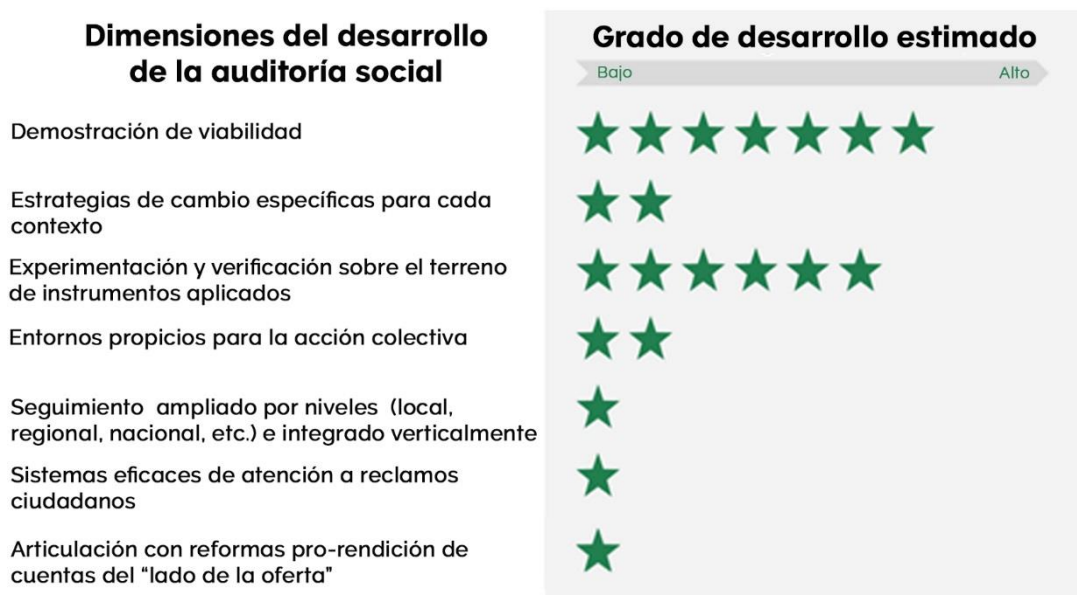 Dimensiones del desarrollo
de la auditoría social
Grado de desarrollo estimado
Bajo
Alto
Demostración de viabilidad
Estrategias de cambio específicas para cada
contexto
Experimentación y verificación sobre el terreno
de instrumentos aplicados
Entornos propicios para la acción colectiva
Seguimiento  ampliado por niveles  (local,
regional, nacional, etc.) e integrado verticalmente
Sistemas eficaces de atención a reclamos
ciudadanos
Articulación con reformas pro-rendición de
cuentas del “lado de la oferta”